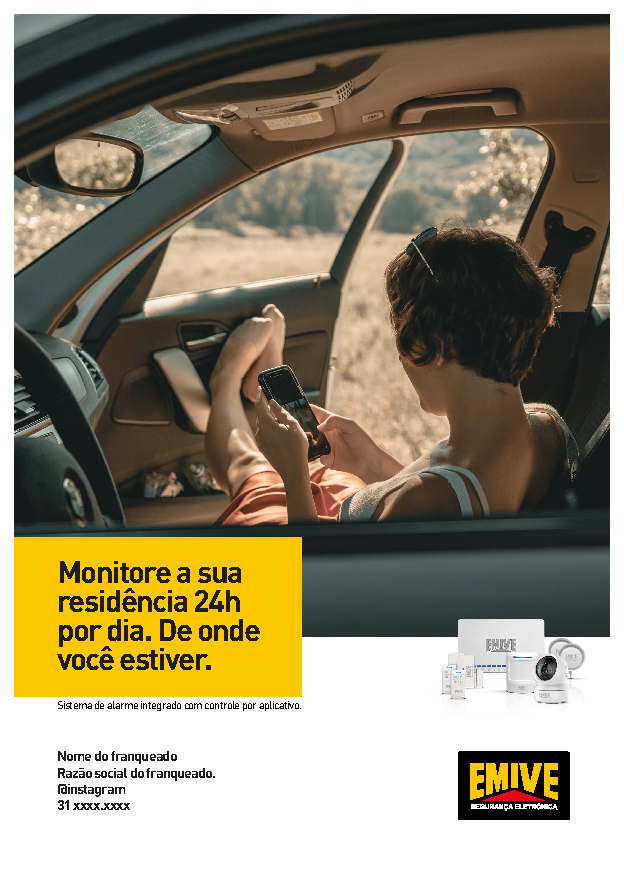 Monitore a sua
residência 24h
por dia. De onde
você estiver.
Sistema de alarme integrado com controle por aplicativo.
EMIVE
Nome do franqueado
Razão social do franqueado.
@instagram
31 xxxx.xxxx
EMIVE
SEGURANÇA ELETRÔNICA